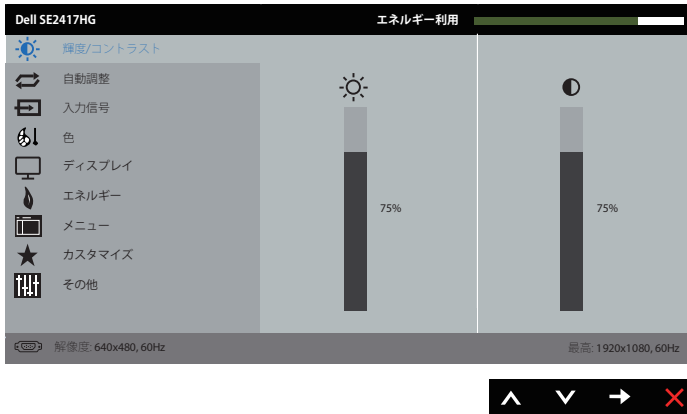 Dell SE2417HG エネルギー利用
輝度/コントラスト
自動調整
入力信号
色
ディスプレイ
エネルギー
メニュー
カスタマイズ
その他
75%
75%
解像度: 640x480, 60Hz
最高: 1920x1080, 60Hz